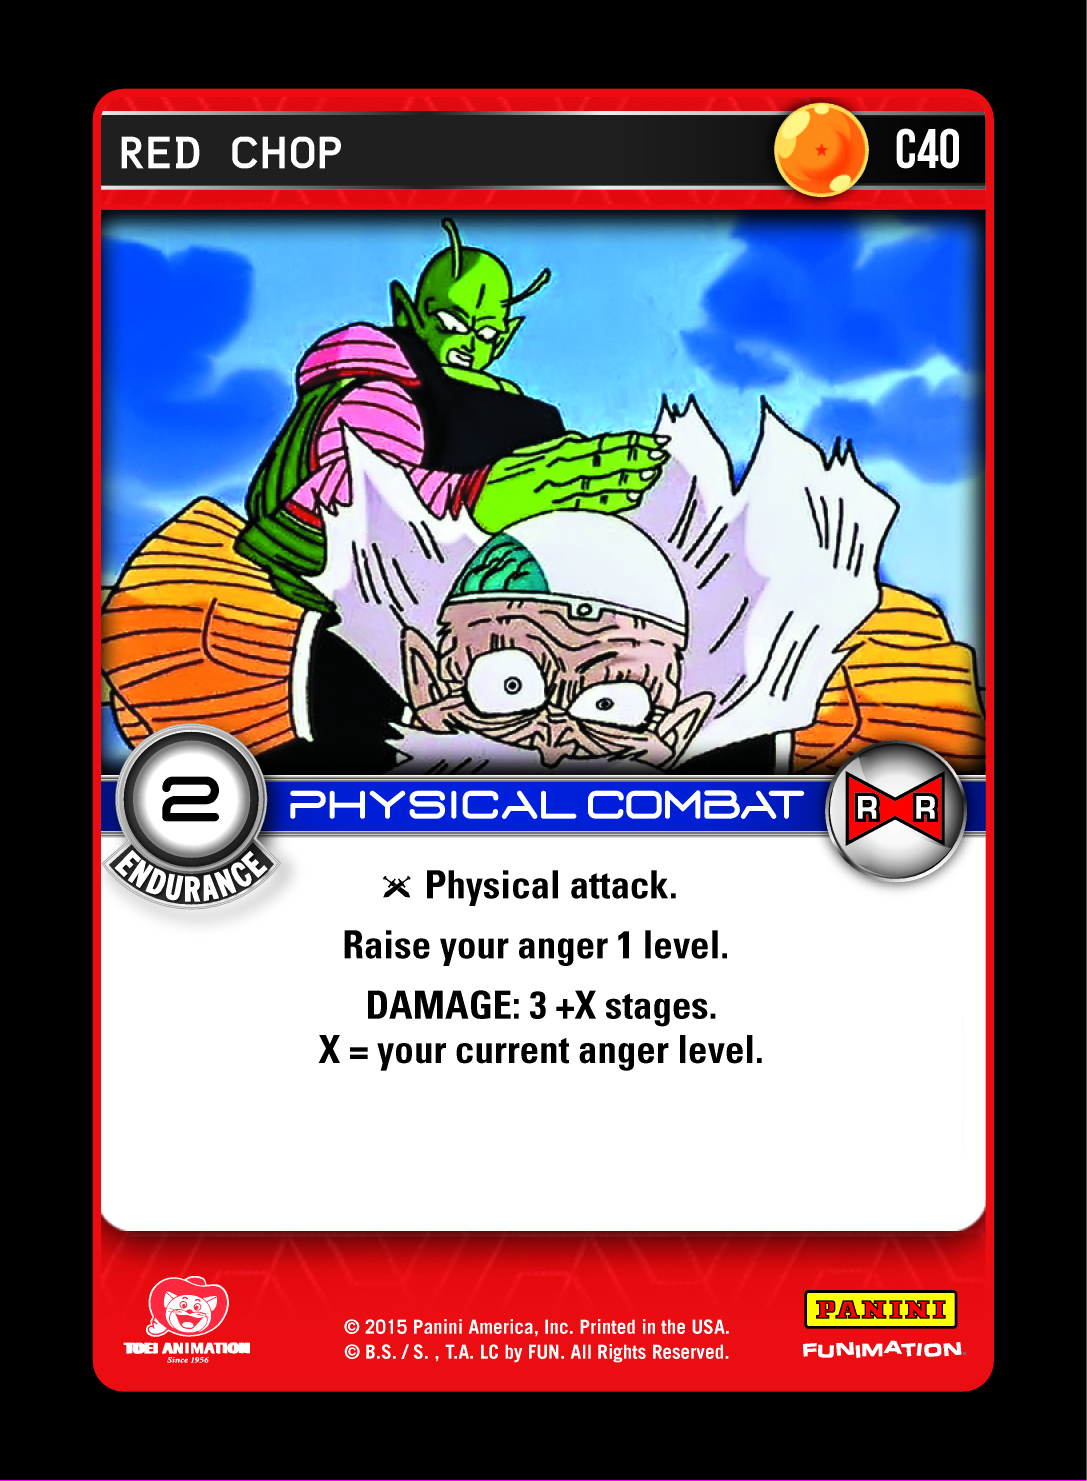 RED CHOP
C40
2
ENDURANCE
PHYSICAL COMBAT
R R
Physical attack.
Raise your anger 1 level.
DAMAGE: 3 +X stages.
X = your current anger level.
TOEI ANIMATION
Since 1956
© 2015 Panini America, Inc. Printed in the USA.
© B.S. / S. , T.A. LC by FUN. All Rights Reserved.
PANINI
FUNIMATION